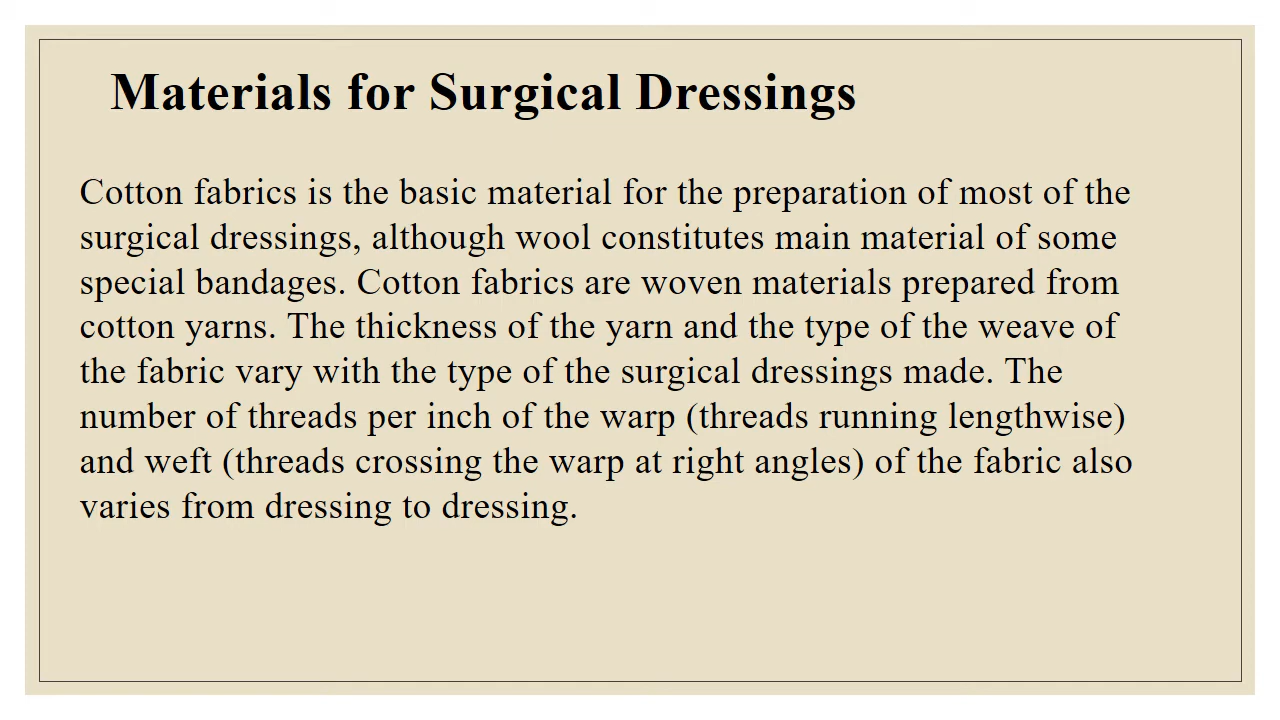 Materials for Surgical Dressings
Cotton fabrics is the basic material for the preparation of most of the
surgical dressings, although wool constitutes main material of some
special bandages. Cotton fabrics are woven materials prepared from
cotton yarns. The thickness of the yarn and the type of the weave of
the fabric vary with the type of the surgical dressings made. The
number of threads per inch of the warp (threads running lengthwise)
and weft (threads crossing the warp at right angles) of the fabric also
varies from dressing to dressing.